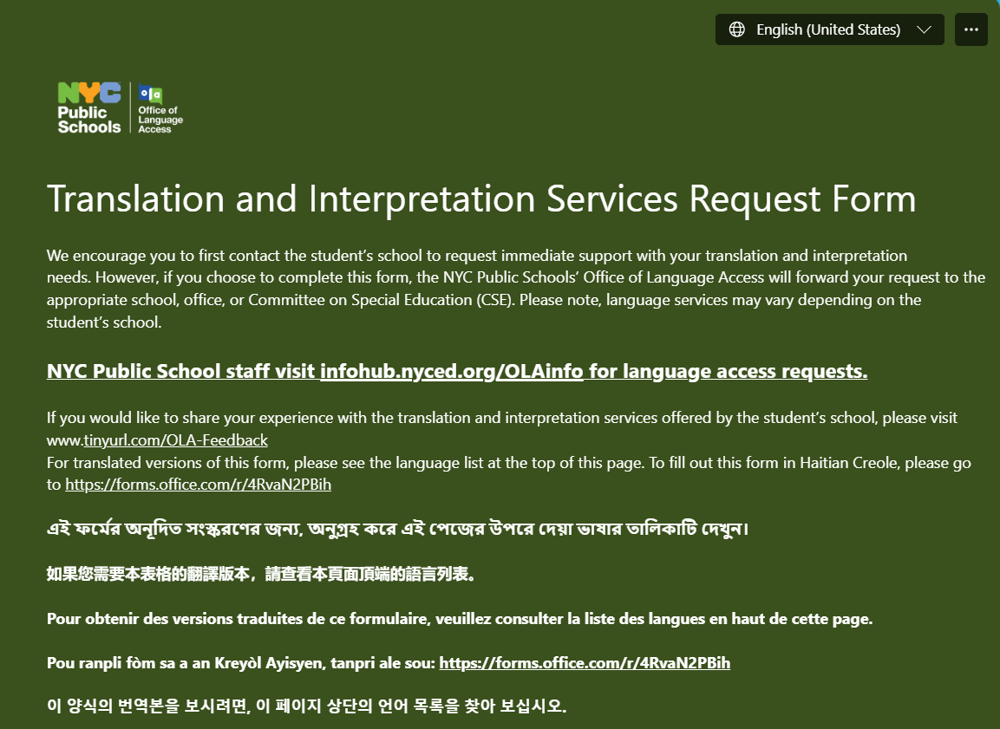 English (United States)
NYC
Public
Schools
ola
Office of
Language
Access
Translation and Interpretation Services Request Form
We encourage you to first contact the student’s school to request immediate support with your translation and interpretation
needs. However, if you choose to complete this form, the NYC Public Schools’ Office of Language Access will forward your request to the
appropriate school, office, or Committee on Special Education (CSE). Please note, language services may vary depending on the
student’s school.
NYC Public School staff visit infohub.nyced.org/OLAinfo for language access requests.
If you would like to share your experience with the translation and interpretation services offered by the student’s school, please visit
www.tinyurl.com/OLA-Feedback
For translated versions of this form, please see the language list at the top of this page. To fill out this form in Haitian Creole, please go
to https://forms.office.com/r/4RvaN2PBih
এই ফর্মের অনূদিত সংস্করণের জন্য, অনুগ্রহ করে এই পেজের উপরে দেয়া ভাষার তালিকাটি দেখুন।
如果您需要本表格的翻譯版本，請查看本頁面頂端的語言列表。
Pour obtenir des versions traduites de ce formulaire, veuillez consulter la liste des langues en haut de cette page.
Pou ranpli fòm sa a an Kreyòl Ayisyen, tanpri ale sou: https://forms.office.com/r/4RvaN2PBih
이 양식의 번역본을 보시려면, 이 페이지 상단의 언어 목록을 찾아 보십시오.